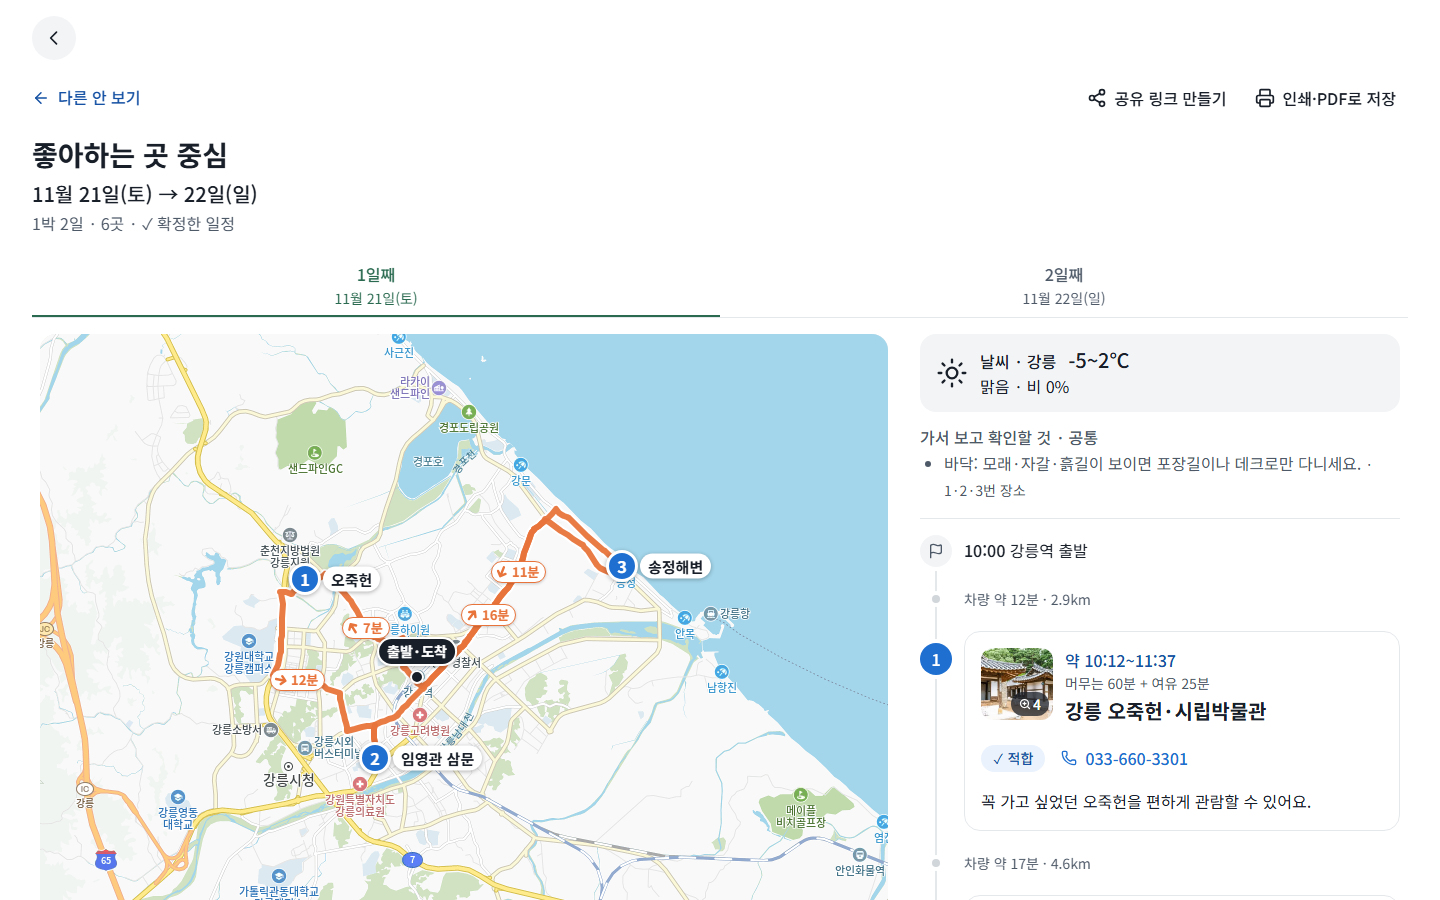 다른 안 보기
공유 링크 만들기
인쇄·PDF로 저장
좋아하는 곳 중심
11월 21일(토) → 22일(일)
1박 2일 · 6곳 · ✓ 확정한 일정
1일째
11월 21일(토)
2일째
11월 22일(일)
사근진
라카이
샌드파인
경포도립공원
샌드파인GC
경포호
경포천
강문
춘천지방법원
강릉지원
1 오죽헌
11분
3 송정해변
16분
7분
출발·도착
안목
강릉항
강원대학교
강릉캠퍼스
12분
남항진
강릉소방서
강릉시외
버스터미널
강릉고려병원
2 임영관 삼문
강릉시청
강원특별자치도
강릉의료원
IC
강릉
강릉영동
대학교
메이플
비치골프장
65
7
안인화물역
가톨릭관동대학교
날씨 · 강릉 -5~2°C
맑음 · 비 0%
가서 보고 확인할 것 · 공통
바닷: 모래·자갈·흙길이 보이면 포장길이나 데크로만 다니세요. ·
1·2·3번 장소
10:00 강릉역 출발
차량 약 12분 · 2.9km
1
약 10:12~11:37
머무는 60분 + 여유 25분
강릉 오죽헌·시립박물관
4
✓ 적합
033-660-3301
꼭 가고 싶었던 오죽헌을 편하게 관람할 수 있어요.
차량 약 17분 · 4.6km